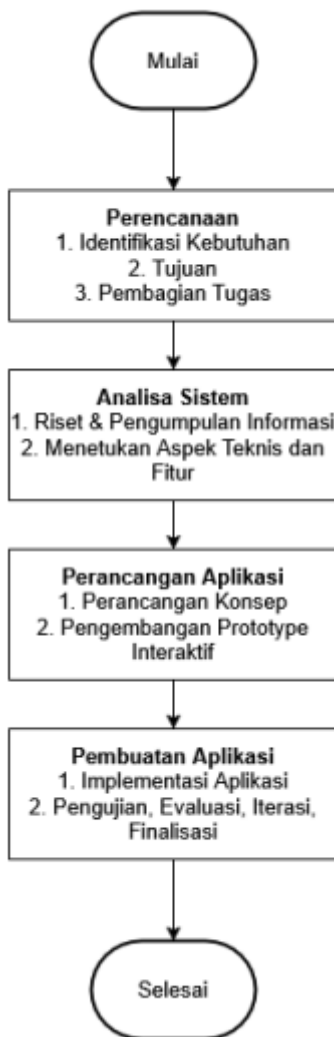 Mulai
Perencanaan
1. Identifikasi Kebutuhan
2. Tujuan
3. Pembagian Tugas
Analisa Sistem
1. Riset & Pengumpulan Informasi
2. Menetukan Aspek Teknis dan
Fitur
Perancangan Aplikasi
1. Perancangan Konsep
2. Pengembangan Prototype
Interaktif
Pembuatan Aplikasi
1. Implementasi Aplikasi
2. Pengujian, Evaluasi, Iterasi,
Finalisasi
Selesai